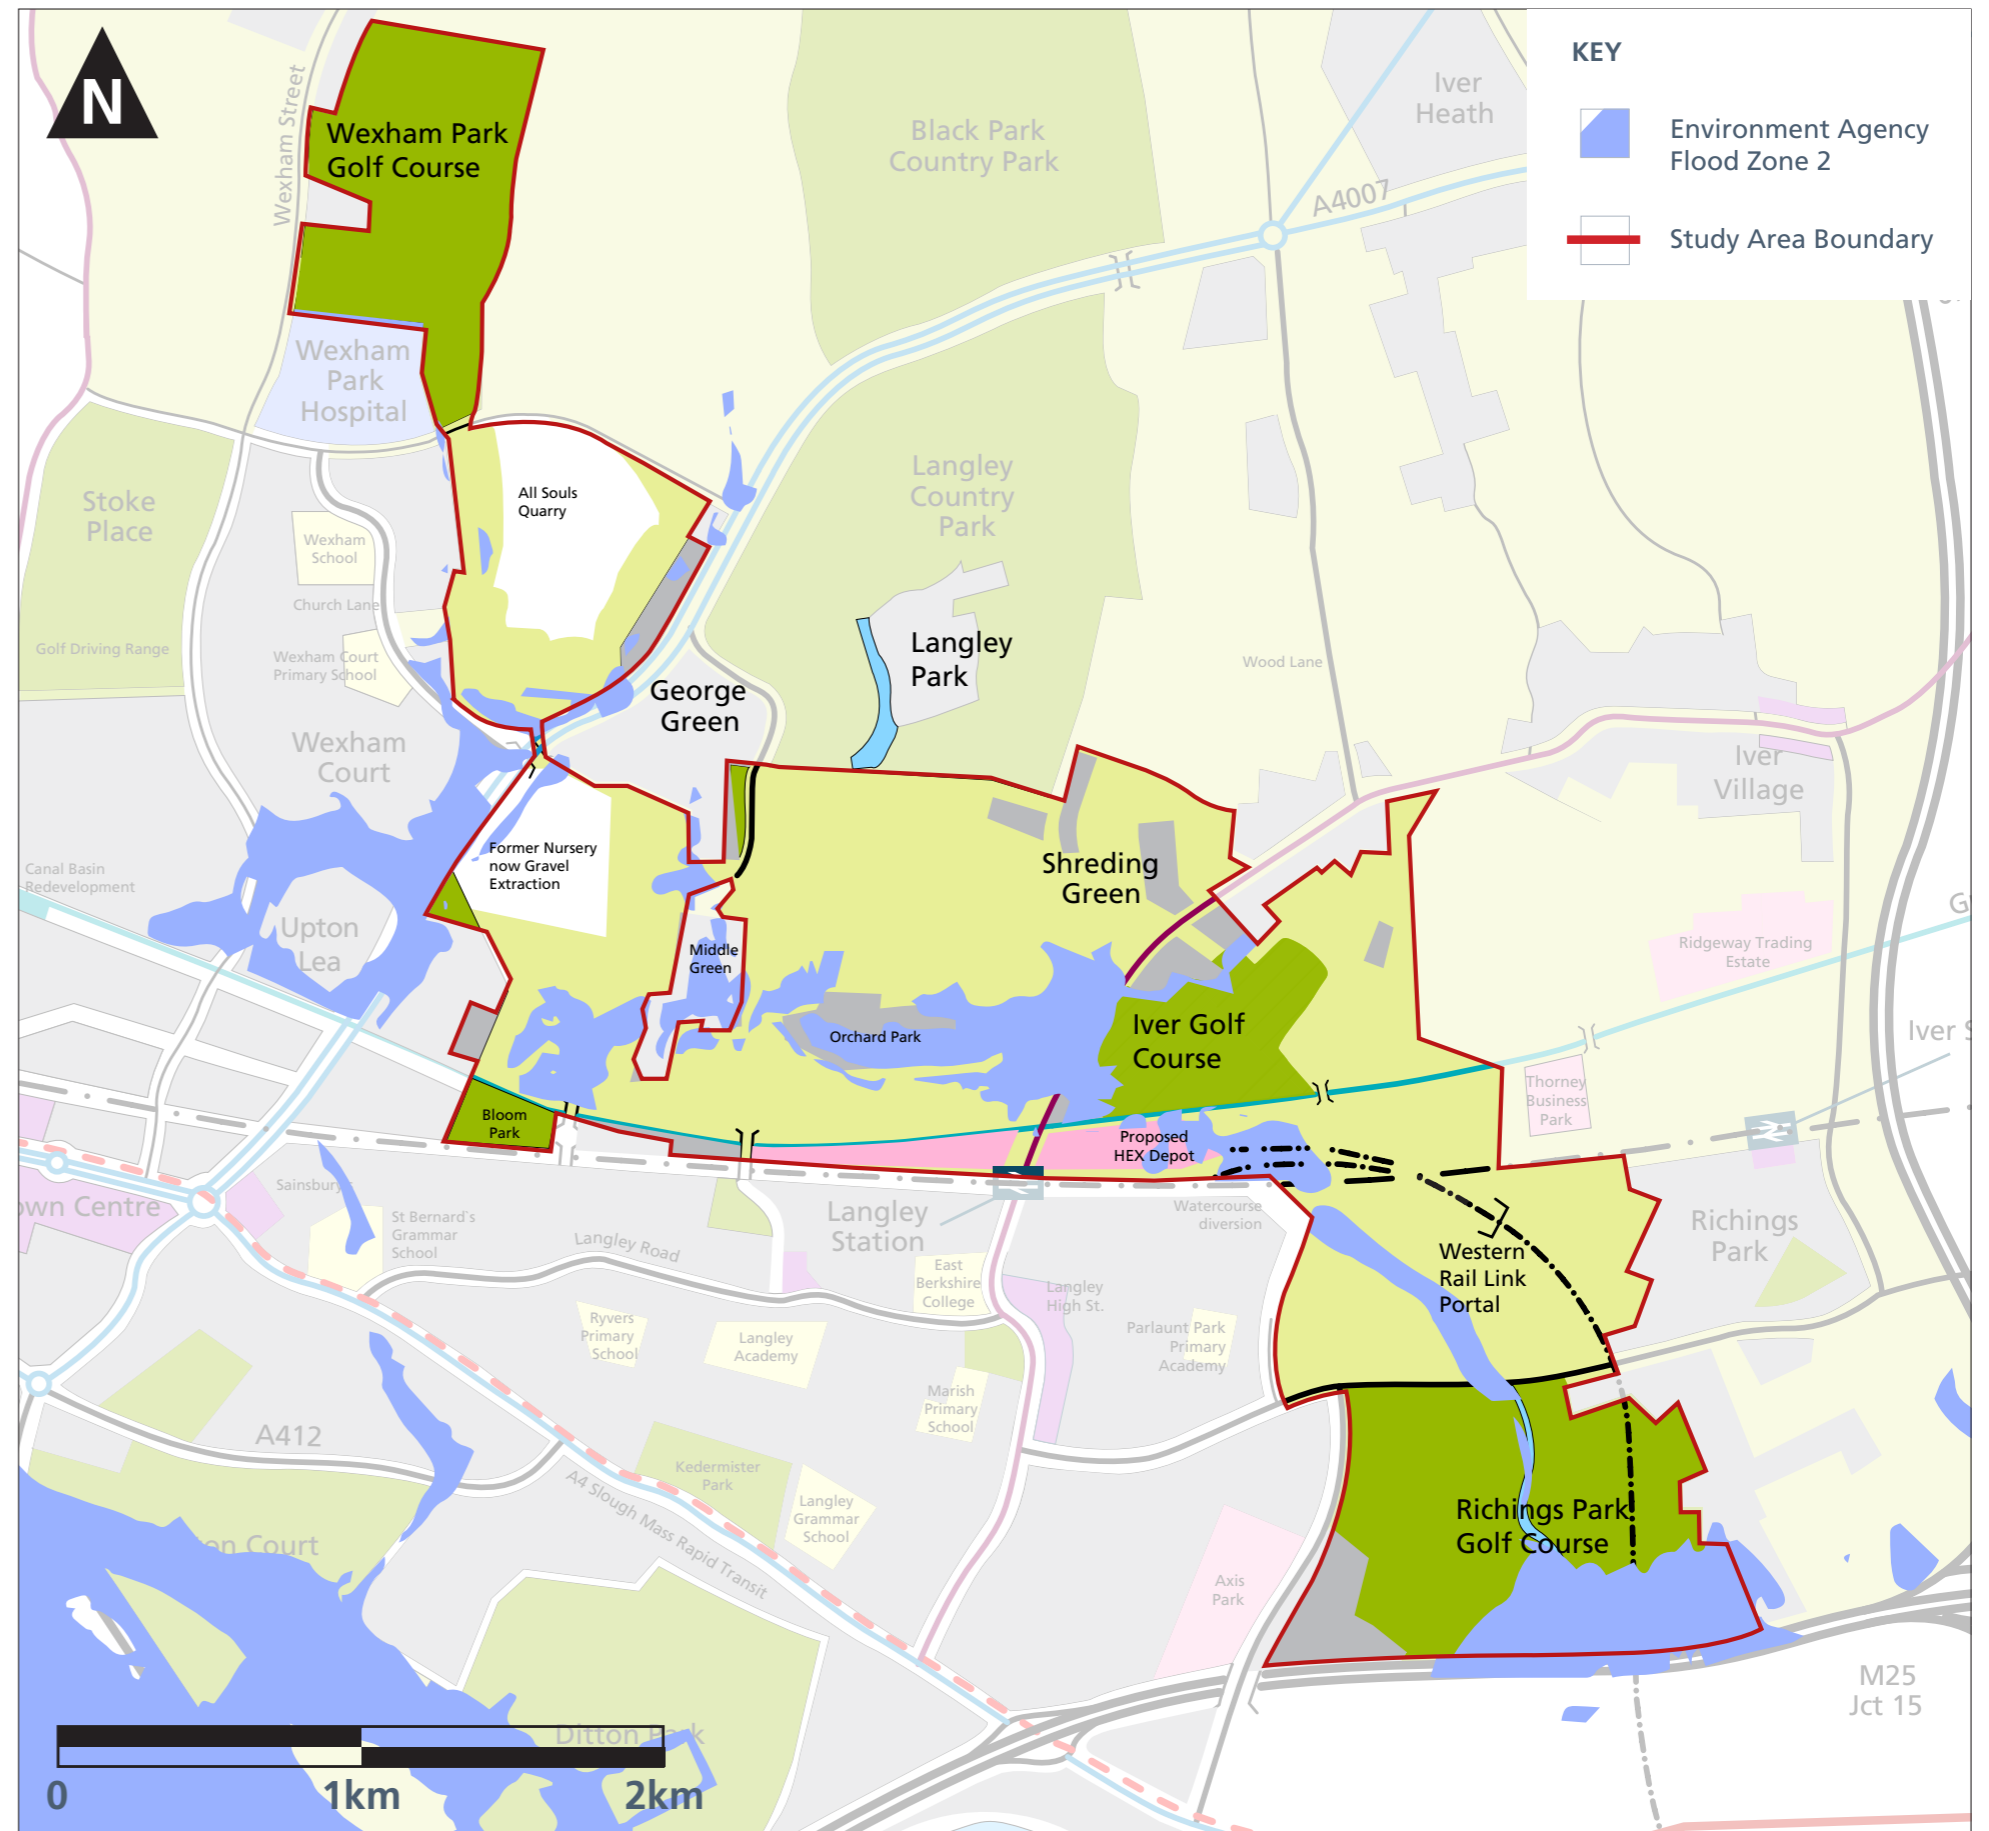 N
KEY
Environment Agency
Flood Zone 2
Study Area Boundary
Iver
Heath
A4007
Black Park
Country Park
Wexham Street
Wexham Park
Golf Course
Wexham
Park
Hospital
Stoke
Place
All Souls
Quarry
Langley
Country
Park
Wexham
School
Church Lane
Golf Driving Range
Wexham Court
Primary School
Langley
Park
George
Green
Wood Lane
Wexham
Court
Iver
Village
Former Nursery
now Gravel
Extraction
Canal Basin
Redevelopment
Shreding
Green
Upton
Lea
Middle
Green
Ridgeway Trading
Estate
G
Iver S
Orchard Park
Iver Golf
Course
Thorney
Business
Park
Bloom
Park
Proposed
HEX Depot
own Centre
Sainsbury's
St Bernard`s
Grammar
School
Langley Road
Langley
Station
Watercourse
diversion
Richings
Park
Western
Rail Link
Portal
East
Berkshire
College
Langley
High St.
Ryvers
Primary
School
Langley
Academy
Parlaunt Park
Primary
Academy
Marish
Primary
School
A412
Kedermister
Park
A4 Slough Mass Rapid Transit
Langley
Grammar
School
Richings Park
Golf Course
on Court
Axis
Park
M25
Jct 15
Ditton Park
0
1km
2km